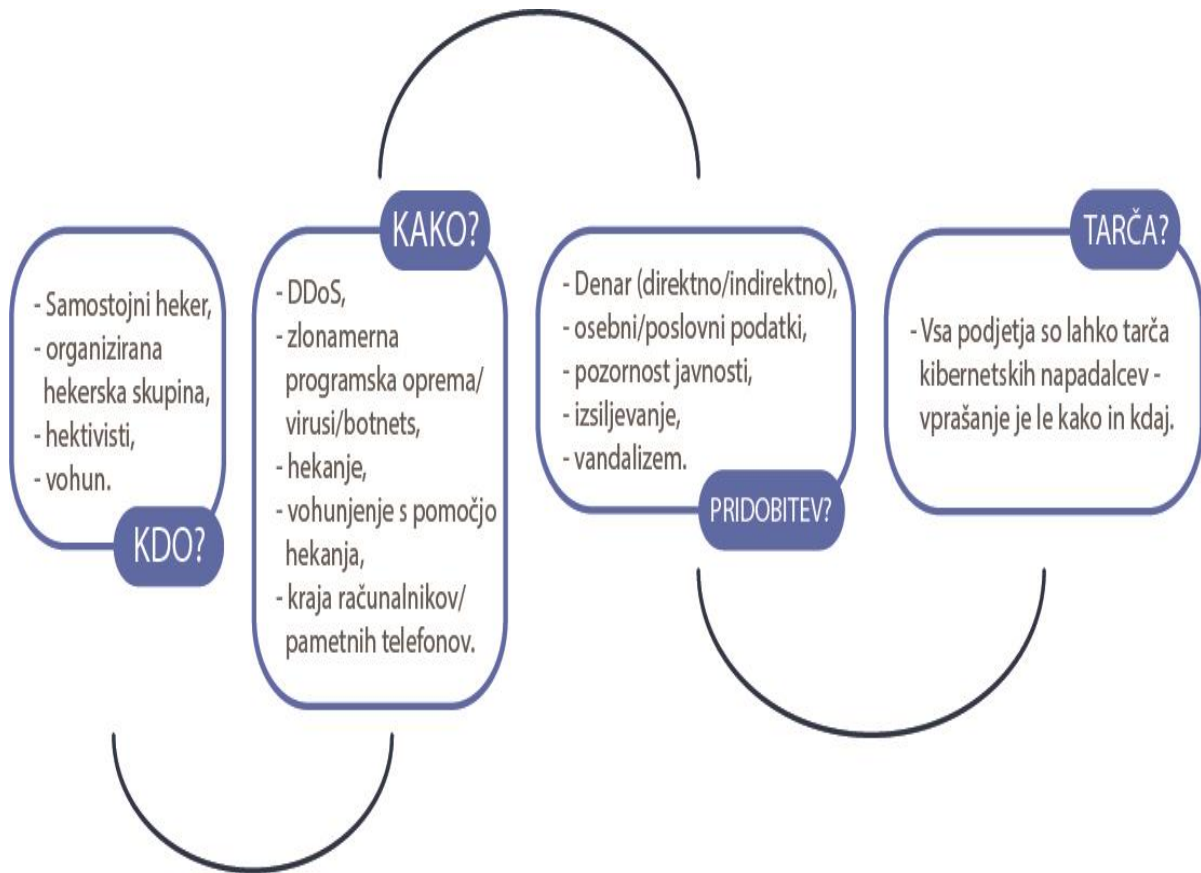 - Samostojni heker,
- organizirana
hekerska skupina,
- hektivisti,
- vohun.
KDO?
KAKO?
- DDoS,
- zlonamerna
programska oprema/
virusi/botnets,
- hekanje,
- vohunjenje s pomočjo
hekanja,
- kraja računalnikov/
pametnih telefonov.
- Denar (direktno/indirektno),
- osebni/poslovni podatki,
- pozornost javnosti,
- izsiljevanje,
- vandalizem.
PRIDOBITEV?
TARČA?
- Vsa podjetja so lahko tarča
kibernetskih napadalcev -
vprašanje je le kako in kdaj.